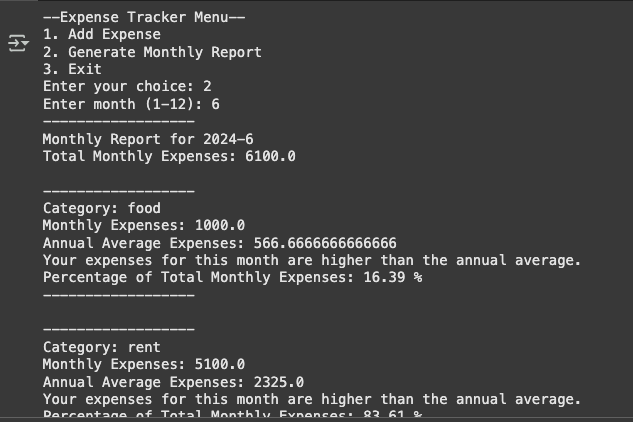 --Expense Tracker Menu--
1. Add Expense
2. Generate Monthly Report
3. Exit
Enter your choice: 2
Enter month (1-12): 6
------------------
Monthly Report for 2024-6
Total Monthly Expenses: 6100.0
------------------
Category: food
Monthly Expenses: 1000.0
Annual Average Expenses: 566.6666666666666
Your expenses for this month are higher than the annual average.
Percentage of Total Monthly Expenses: 16.39 %
------------------
------------------
Category: rent
Monthly Expenses: 5100.0
Annual Average Expenses: 2325.0
Your expenses for this month are higher than the annual average.
Percentage of Total Monthly Expenses: 83.61 %